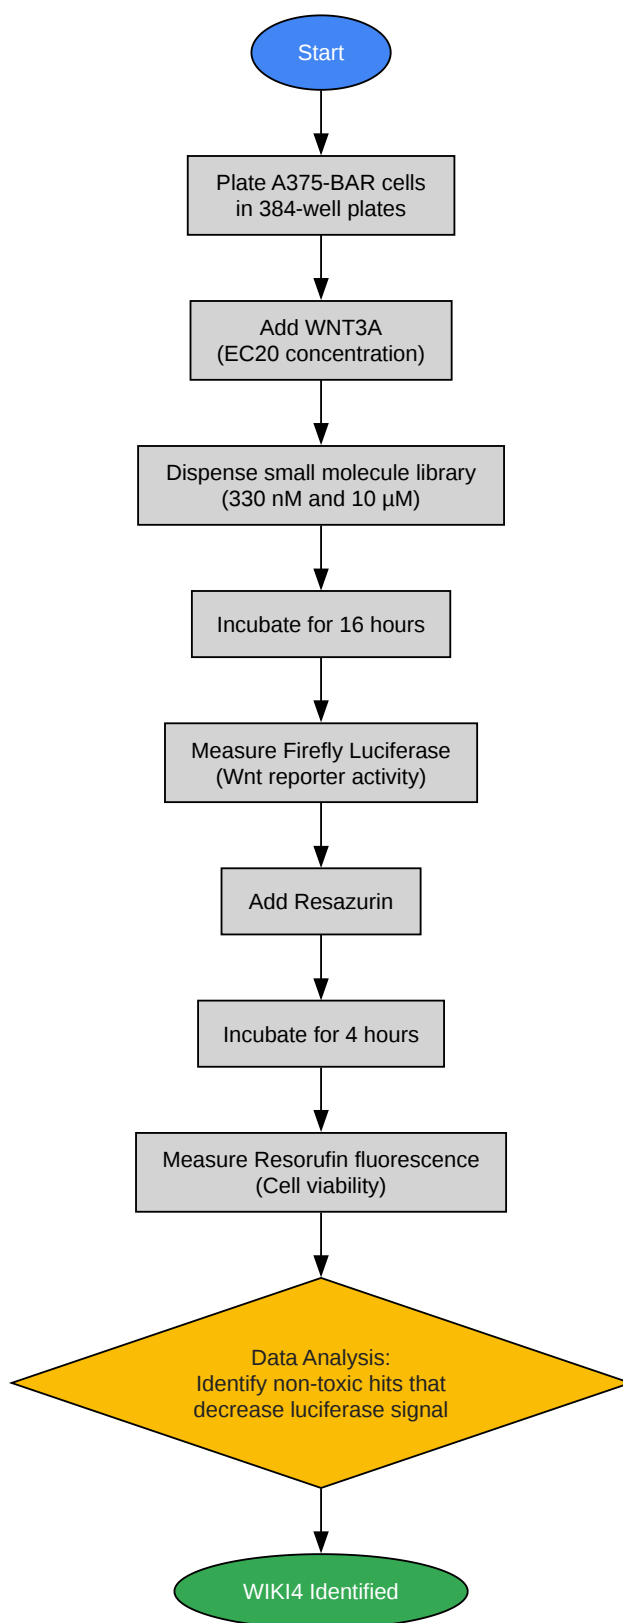 Start
Plate A375-BAR cells
in 384-well plates
Add WNT3A
(EC20 concentration)
Dispense small molecule library
(330 nM and 10 µM)
Incubate for 16 hours
Measure Firefly Luciferase
(Wnt reporter activity)
Add Resazurin
Incubate for 4 hours
Measure Resorufin fluorescence
(Cell viability)
Data Analysis:
Identify non-toxic hits that
decrease luciferase signal
WIKI4 Identified